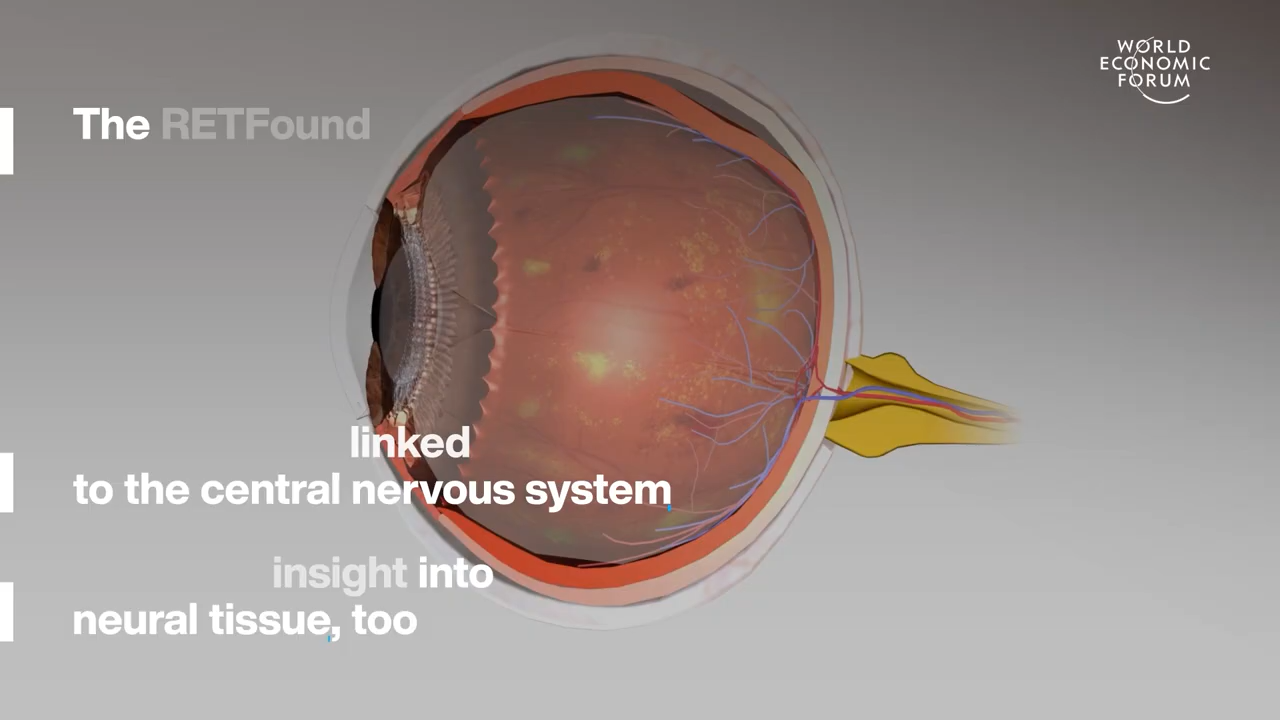 WORLD
ECONOMIC
FORUM
The RETFound
linked
to the central nervous system
insight into
neural tissue, too